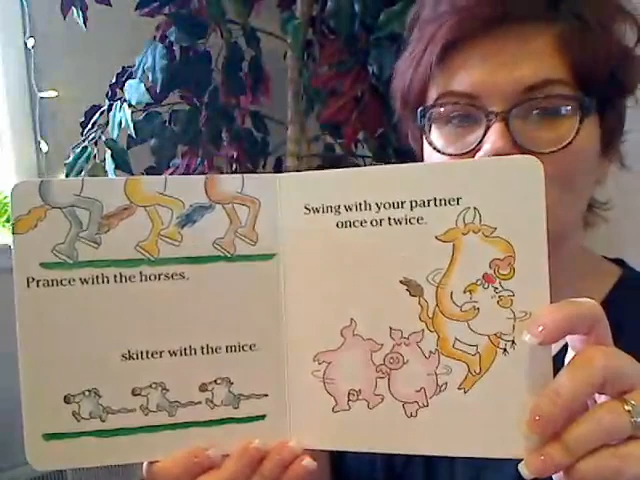 Prance with the horses,
skitter with the mice.
Swing with your partner
once or twice.